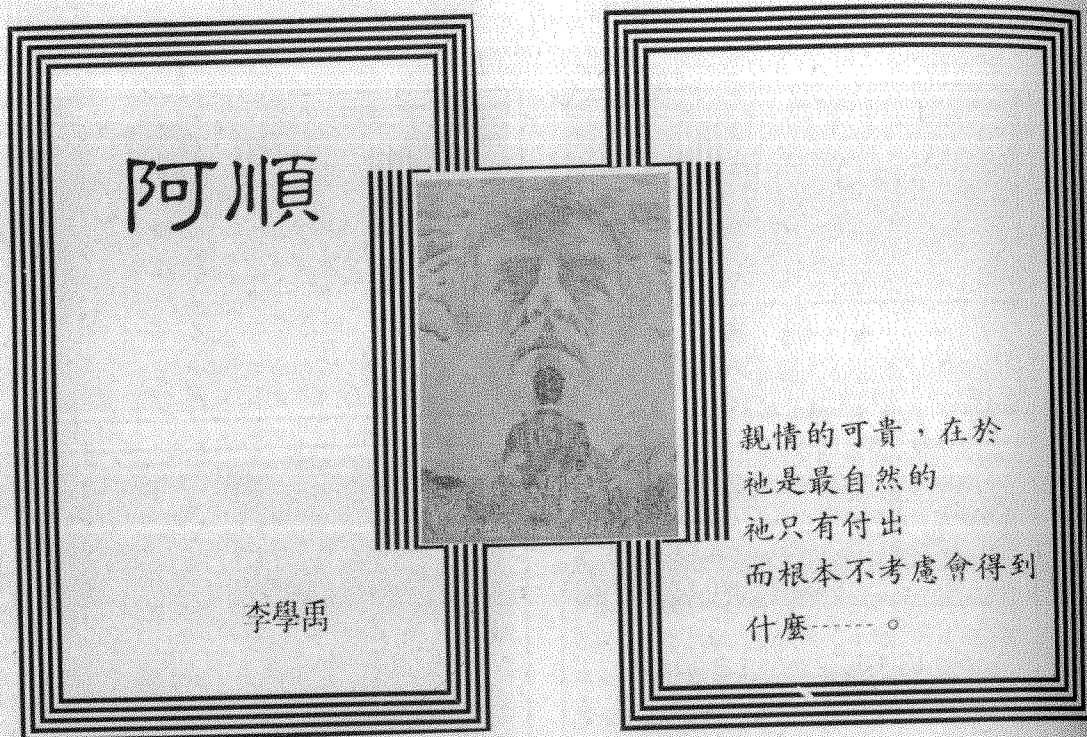 阿順
李學禹
親情的可貴，在於
祂是最自然的
祂只有付出
而根本不考慮會得到
什麼⋯⋯。